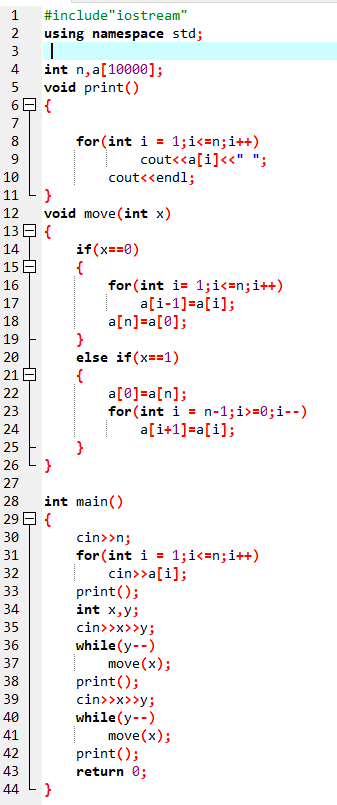 1 #include"iostream"
2 using namespace std;
3
4 int n,a[10000];
5 void print()
6 {
7
8 for(int i = 1;i<=n;i++)
9 cout<<a[i]<<" ";
10 cout<<endl;
11 }
12 void move(int x)
13 {
14 if(x==0)
15 {
16 for(int i= 1;i<=n;i++)
17 a[i-1]=a[i];
18 a[n]=a[0];
19 }
20 else if(x==1)
21 {
22 a[0]=a[n];
23 for(int i = n-1;i>=0;i--)
24 a[i+1]=a[i];
25 }
26 }
27
28 int main()
29 {
30 cin>>n;
31 for(int i = 1;i<=n;i++)
32 cin>>a[i];
33 print();
34 int x,y;
35 cin>>x>>y;
36 while(y--)
37 move(x);
38 print();
39 cin>>x>>y;
40 while(y--)
41 move(x);
42 print();
43 return 0;
44 }